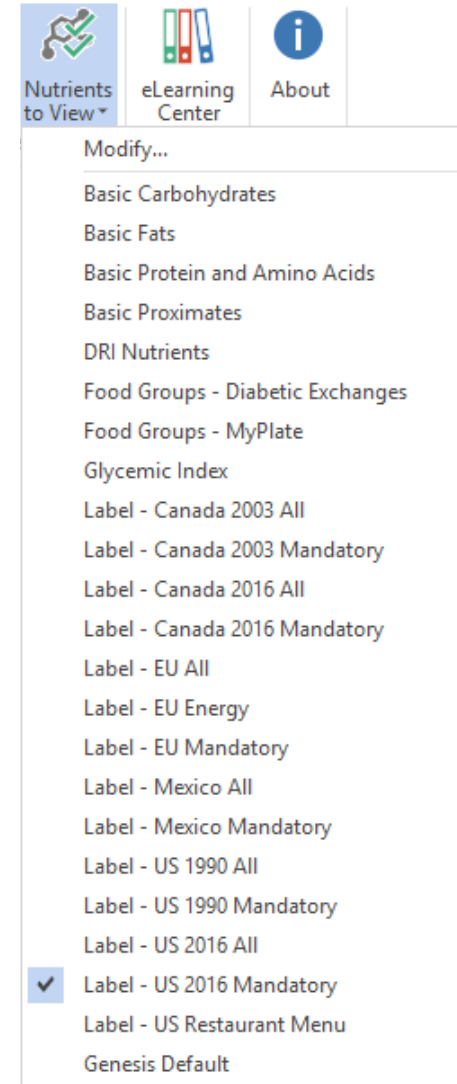 Nutrients
to View
eLearning
Center
About
Modify...
Basic Carbohydrates
Basic Fats
Basic Protein and Amino Acids
Basic Proximates
DRI Nutrients
Food Groups - Diabetic Exchanges
Food Groups - MyPlate
Glycemic Index
Label - Canada 2003 All
Label - Canada 2003 Mandatory
Label - Canada 2016 All
Label - Canada 2016 Mandatory
Label - EU All
Label - EU Energy
Label - EU Mandatory
Label - Mexico All
Label - Mexico Mandatory
Label - US 1990 All
Label - US 1990 Mandatory
Label - US 2016 All
Label - US 2016 Mandatory
Label - US Restaurant Menu
Genesis Default